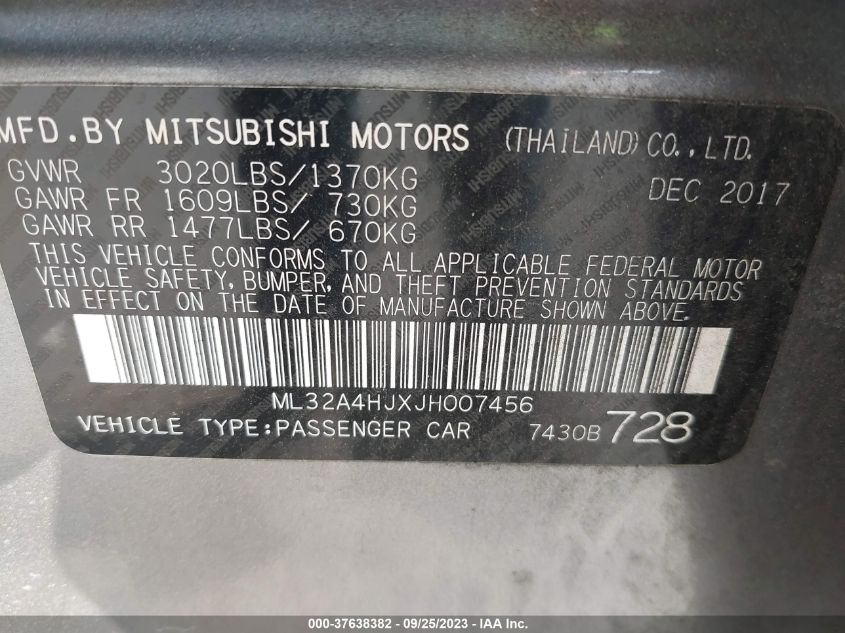 MFD.BY MITSUBISHI MOTORS (THAILAND) CO., LTD.
GVWR 3020LBS/1370KG DEC 2017
GAWR FR 1609LBS/ 730KG
GAWR RR 1477LBS/ 670KG
THIS VEHICLE CONFORMS TO ALL APPLICABLE FEDERAL MOTOR
VEHICLE SAFETY, BUMPER, AND THEFT PREVENTION STANDARDS
IN EFFECT ON THE DATE OF MANUFACTURE SHOWN ABOVE.
ML32A4HJXJH007456
VEHICLE TYPE:PASSENGER CAR 7430B 728
000-37638382 - 09/25/2023 - IAA Inc.